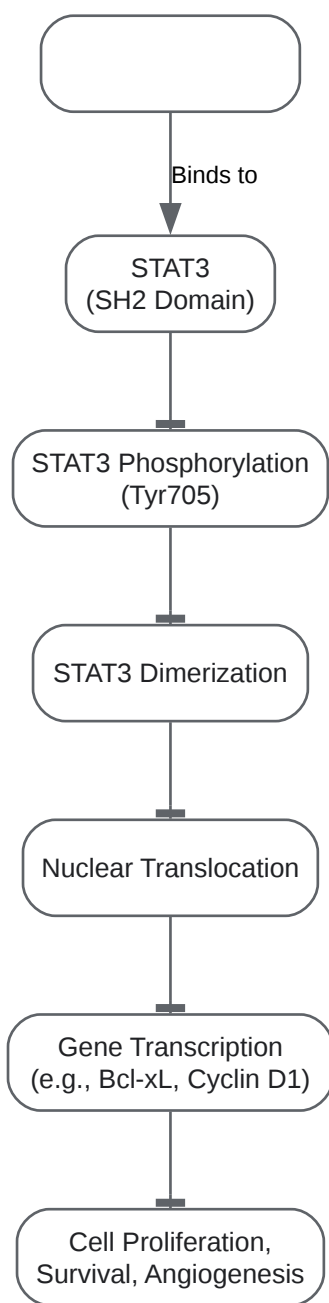 Binds to
STAT3
(SH2 Domain)
STAT3 Phosphorylation
(Tyr705)
STAT3 Dimerization
Nuclear Translocation
Gene Transcription
(e.g., Bcl-xL, Cyclin D1)
Cell Proliferation,
Survival, Angiogenesis